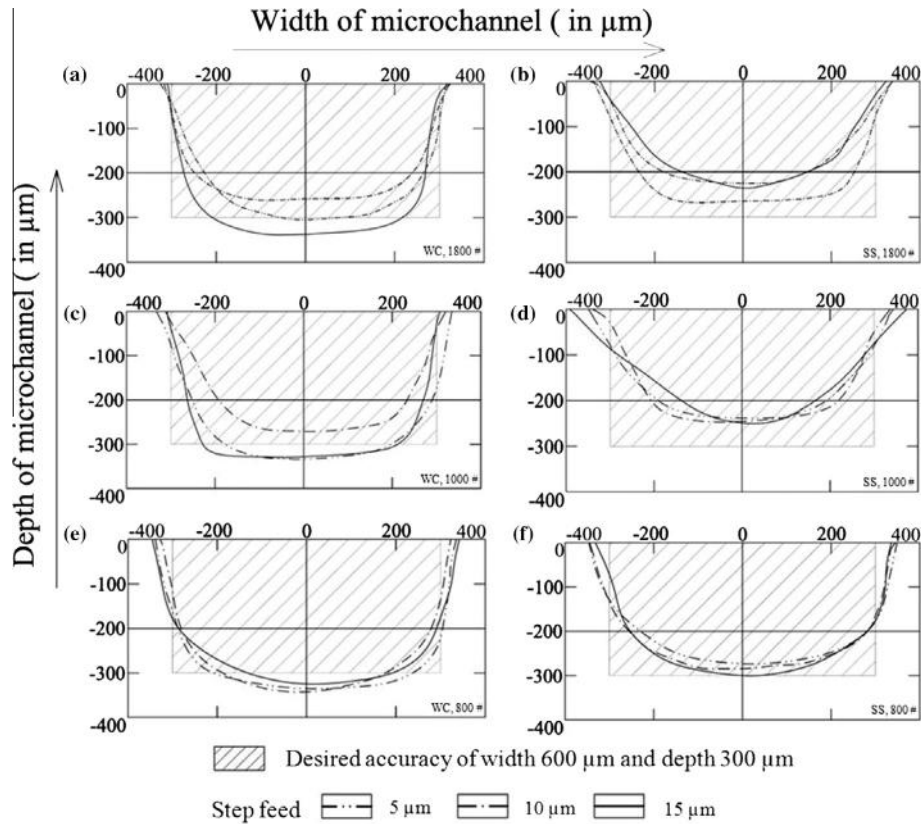 Width of microchannel ( in μm)
Depth of microchannel ( in μm)
(a)
-400 -200 0 200 400
0
-100
-200
-300
-400
WC, 1800 #
(b)
-400 -200 0 200 400
0
-100
-200
-300
-400
SS, 1800 #
(c)
-400 -200 0 200 400
0
-100
-200
-300
-400
WC, 1000 #
(d)
-400 -200 0 200 400
0
-100
-200
-300
-400
SS, 1000 #
(e)
-400 -200 0 200 400
0
-100
-200
-300
-400
WC, 800 #
(f)
-400 -200 0 200 400
0
-100
-200
-300
-400
SS, 800 #
Desired accuracy of width 600 μm and depth 300 μm
Step feed 5 μm 10 μm 15 μm